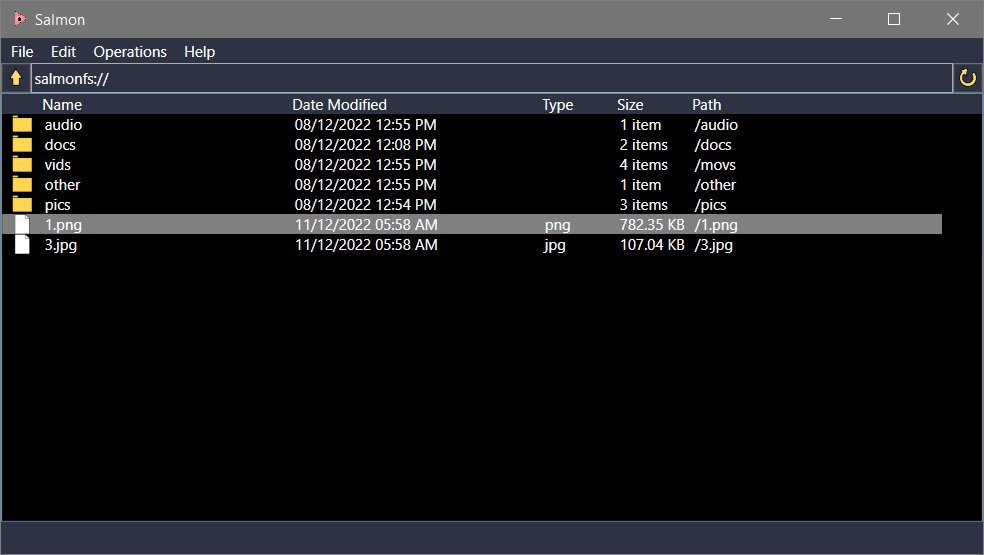 Salmon
File Edit Operations Help
salmonfs://
Name Date Modified Type Size Path
audio 08/12/2022 12:55 PM 1 item /audio
docs 08/12/2022 12:08 PM 2 items /docs
vids 08/12/2022 12:55 PM 4 items /movs
other 08/12/2022 12:55 PM 1 item /other
pics 08/12/2022 12:54 PM 3 items /pics
1.png 11/12/2022 05:58 AM png 782.35 KB /1.png
3.jpg 11/12/2022 05:58 AM jpg 107.04 KB /3.jpg